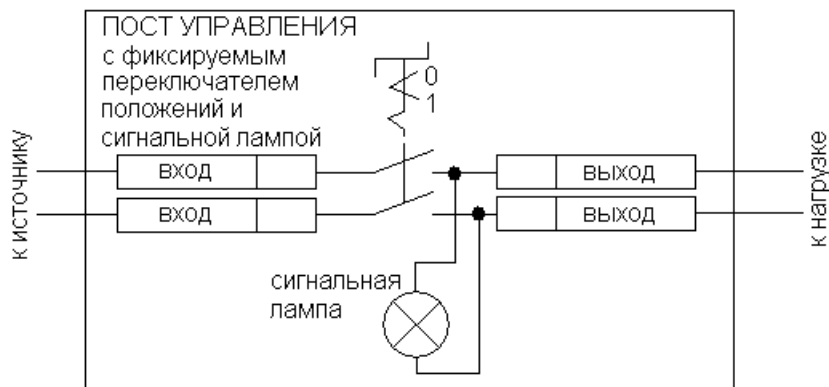 ПОСТ УПРАВЛЕНИЯ
с фиксируемым
переключателем
положений и
сигнальной лампой
0
1
к источнику
ВХОД
ВЫХОД
ВХОД
ВЫХОД
к нагрузке
сигнальная
лампа